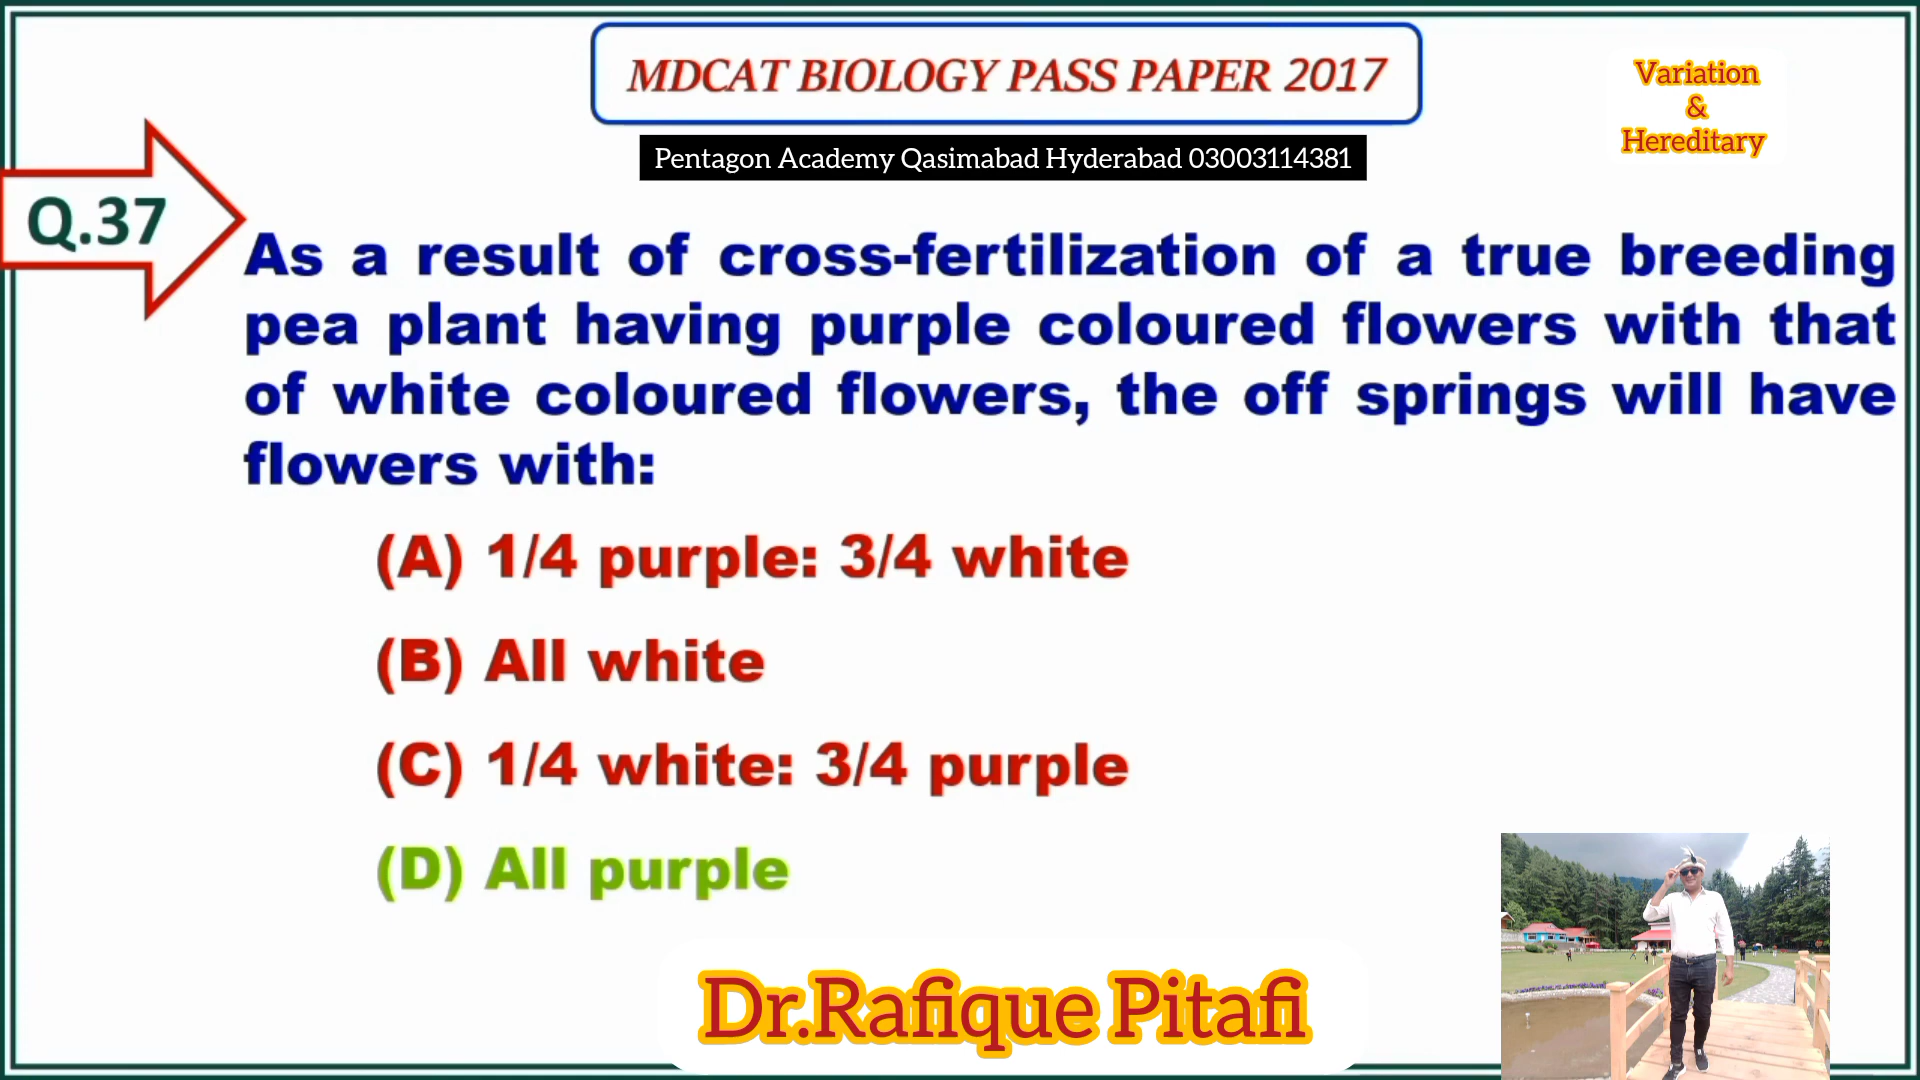 MDCAT BIOLOGY PASS PAPER 2017
Variation
&
Hereditary
Pentagon Academy Qasimabad Hyderabad 03003114381
Q.37
As a result of cross-fertilization of a true breeding
pea plant having purple coloured flowers with that
of white coloured flowers, the off springs will have
flowers with:
(A) 1/4 purple: 3/4 white
(B) All white
(C) 1/4 white: 3/4 purple
(D) All purple
Dr.Rafique Pitafi